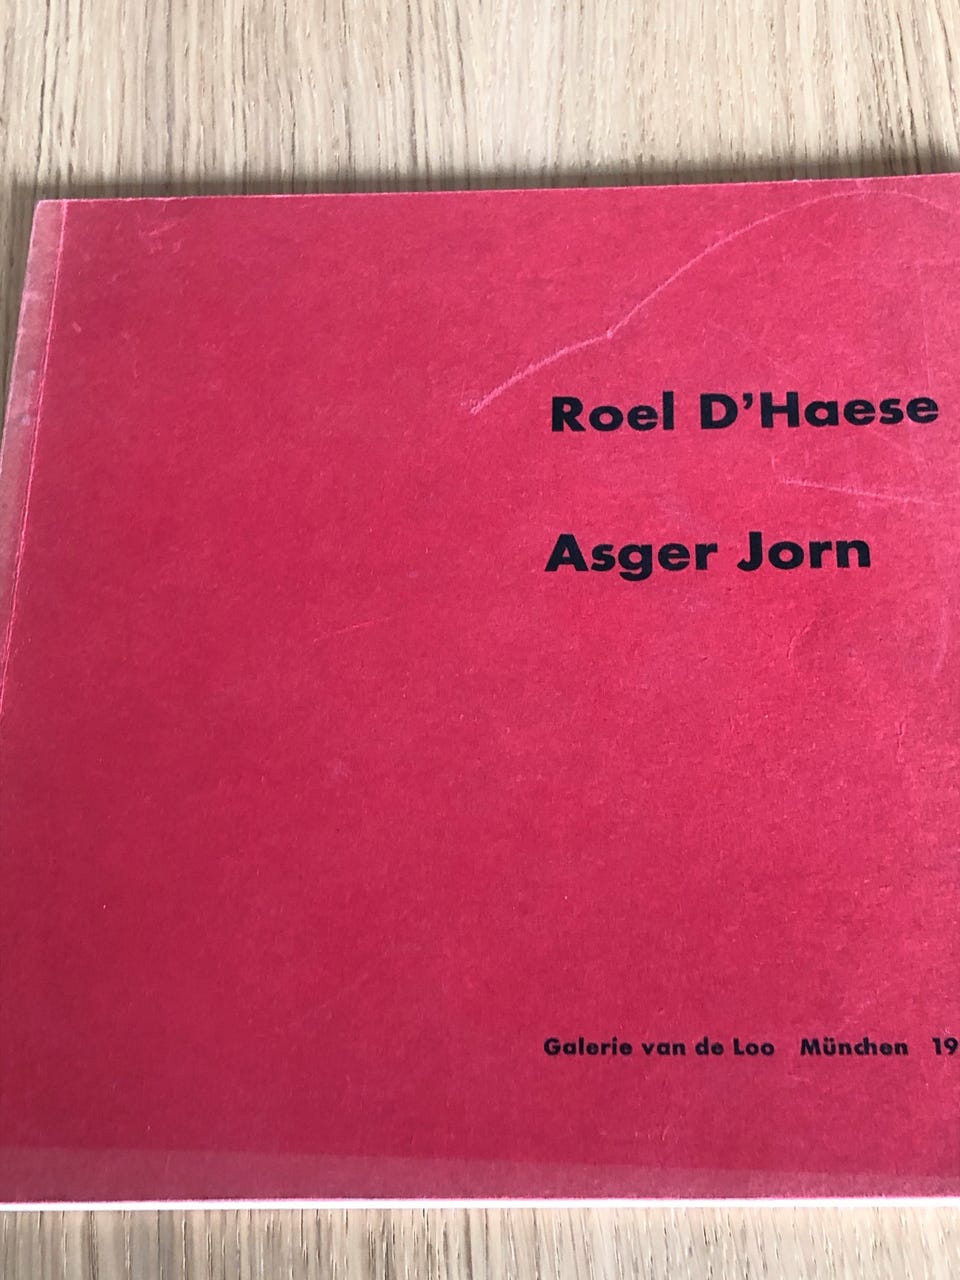 Roel D'Haese
Asger Jorn
Galerie van de Loo München 19